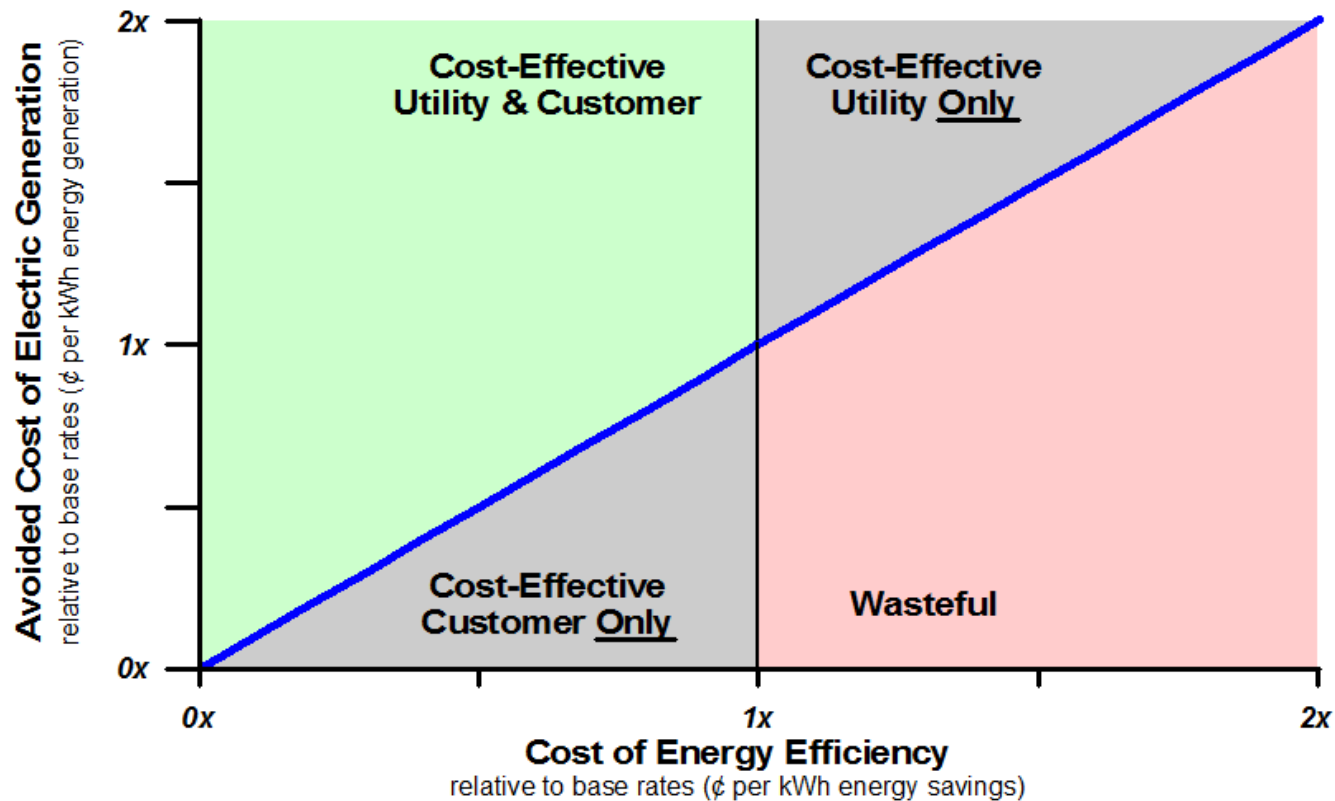 Avoided Cost of Electric Generation
relative to base rates (¢ per kWh energy generation)
2x
1x
0x
Cost-Effective
Utility & Customer
Cost-Effective
Utility Only
Cost-Effective
Customer Only
Wasteful
0x
1x
2x
Cost of Energy Efficiency
relative to base rates (¢ per kWh energy savings)